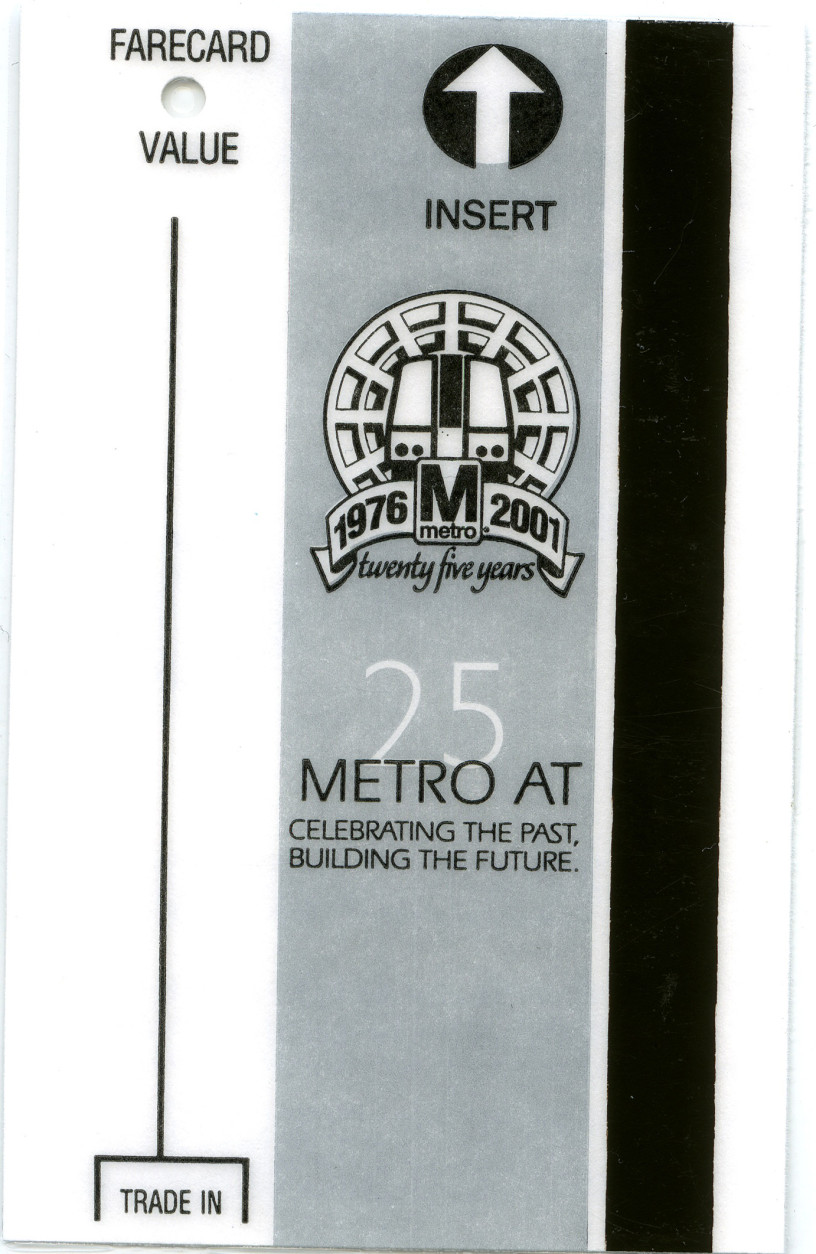 FARECARD
VALUE
INSERT
1976 M 2001
metro
twenty five years
25
METRO AT
CELEBRATING THE PAST,
BUILDING THE FUTURE.
TRADE IN